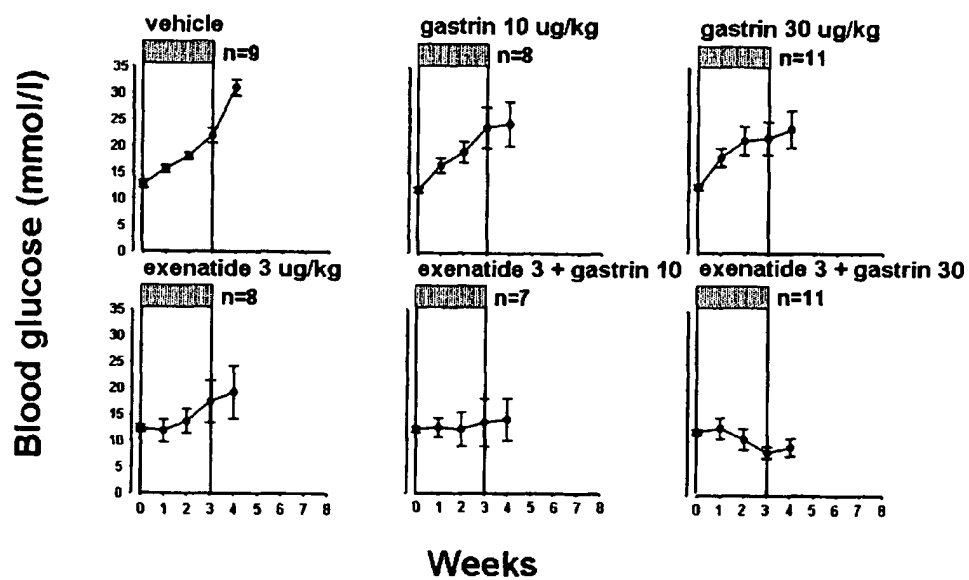 vehicle
n=9
gastrin 10 ug/kg
n=8
gastrin 30 ug/kg
n=11
Blood glucose (mmol/l)
35
30
25
20
15
10
5
0
exenatide 3 ug/kg
n=8
exenatide 3 + gastrin 10
n=7
exenatide 3 + gastrin 30
n=11
35
30
25
20
15
10
5
0
0 1 2 3 4 5 6 7 8
0 1 2 3 4 5 6 7 8
0 1 2 3 4 5 6 7 8
Weeks